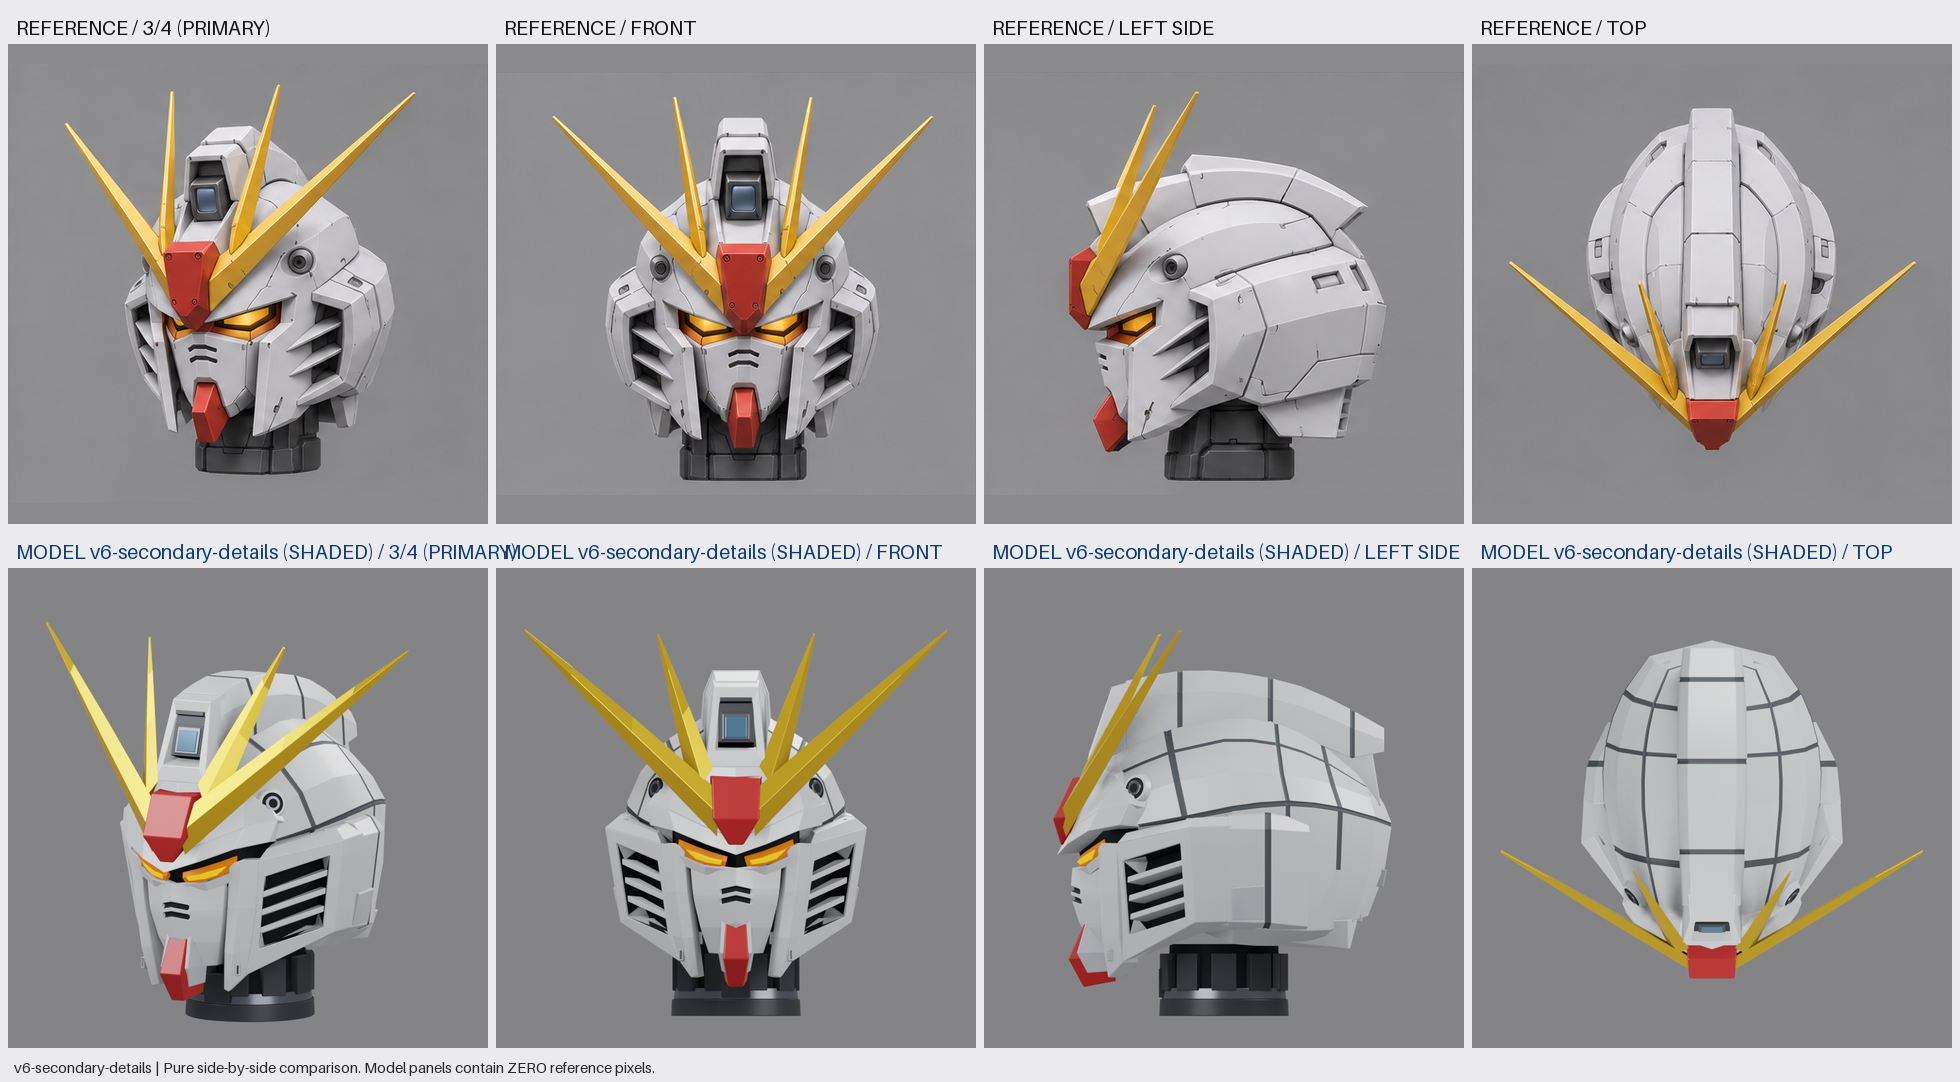 REFERENCE / 3/4 (PRIMARY)
REFERENCE / FRONT
REFERENCE / LEFT SIDE
REFERENCE / TOP
MODEL v6-secondary-details (SHADED) / 3/4 (PRIMARY)
MODEL v6-secondary-details (SHADED) / FRONT
MODEL v6-secondary-details (SHADED) / LEFT SIDE
MODEL v6-secondary-details (SHADED) / TOP
v6-secondary-details | Pure side-by-side comparison. Model panels contain ZERO reference pixels.